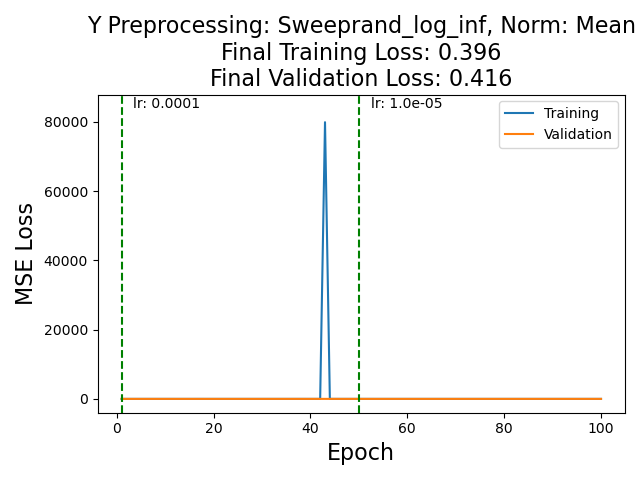 Y Preprocessing: Sweeprand_log_inf, Norm: Mean
Final Training Loss: 0.396
Final Validation Loss: 0.416
lr: 0.0001
lr: 1.0e-05
Training
Validation
80000
60000
40000
20000
0
MSE Loss
0
20
40
60
80
100
Epoch